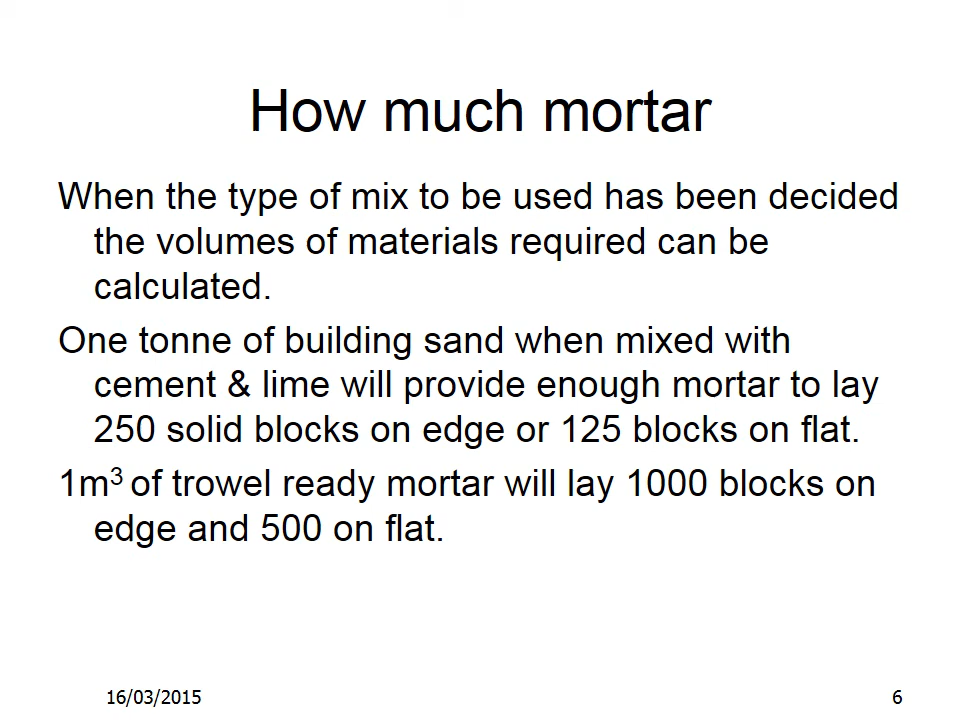 How much mortar
When the type of mix to be used has been decided
the volumes of materials required can be
calculated.
One tonne of building sand when mixed with
cement & lime will provide enough mortar to lay
250 solid blocks on edge or 125 blocks on flat.
1m³ of trowel ready mortar will lay 1000 blocks on
edge and 500 on flat.
16/03/2015 6